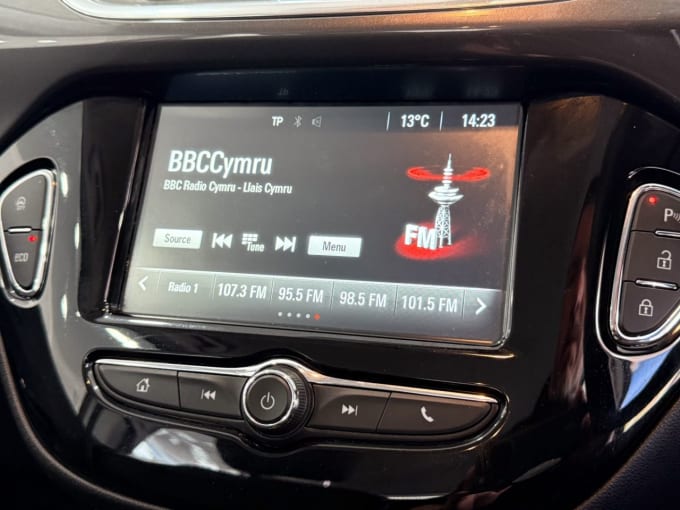 TP 13°C 14:23
BBCCymru
BBC Radio Cymru - Llais Cymru
FM
Source Tune Menu
Radio 1 107.3 FM 95.5 FM 98.5 FM 101.5 FM
ECO
P